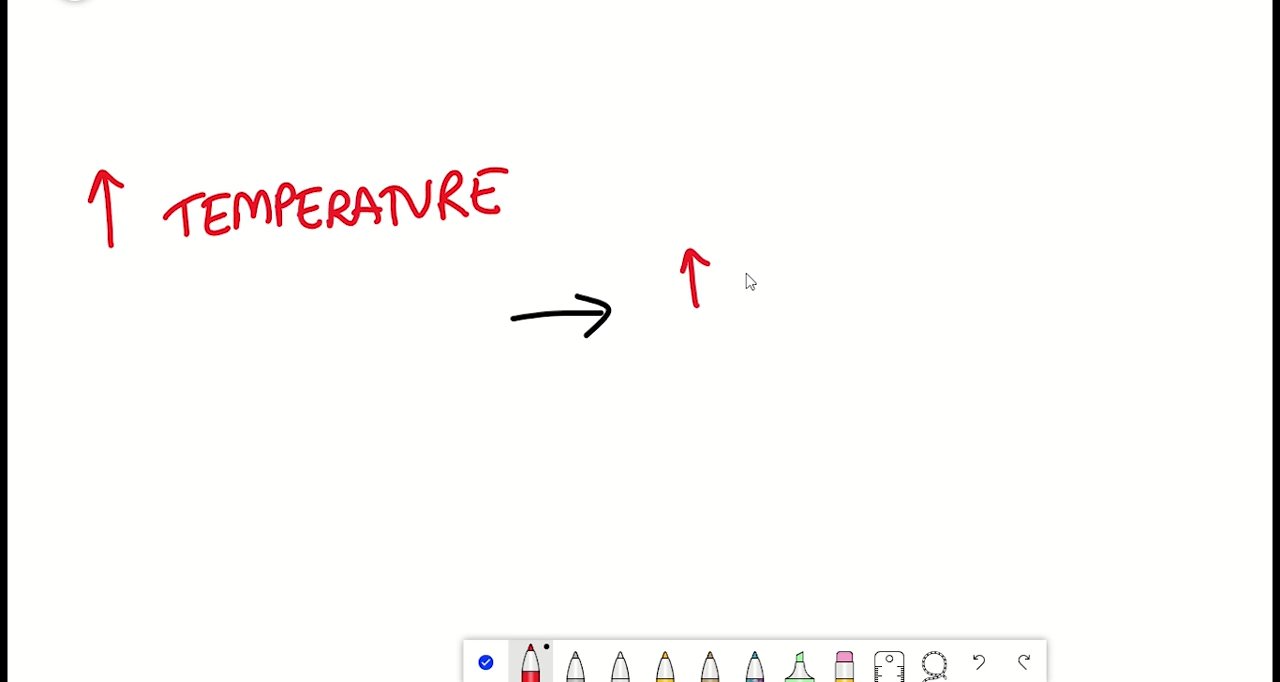 ↑ TEMPERATURE
→ ↑